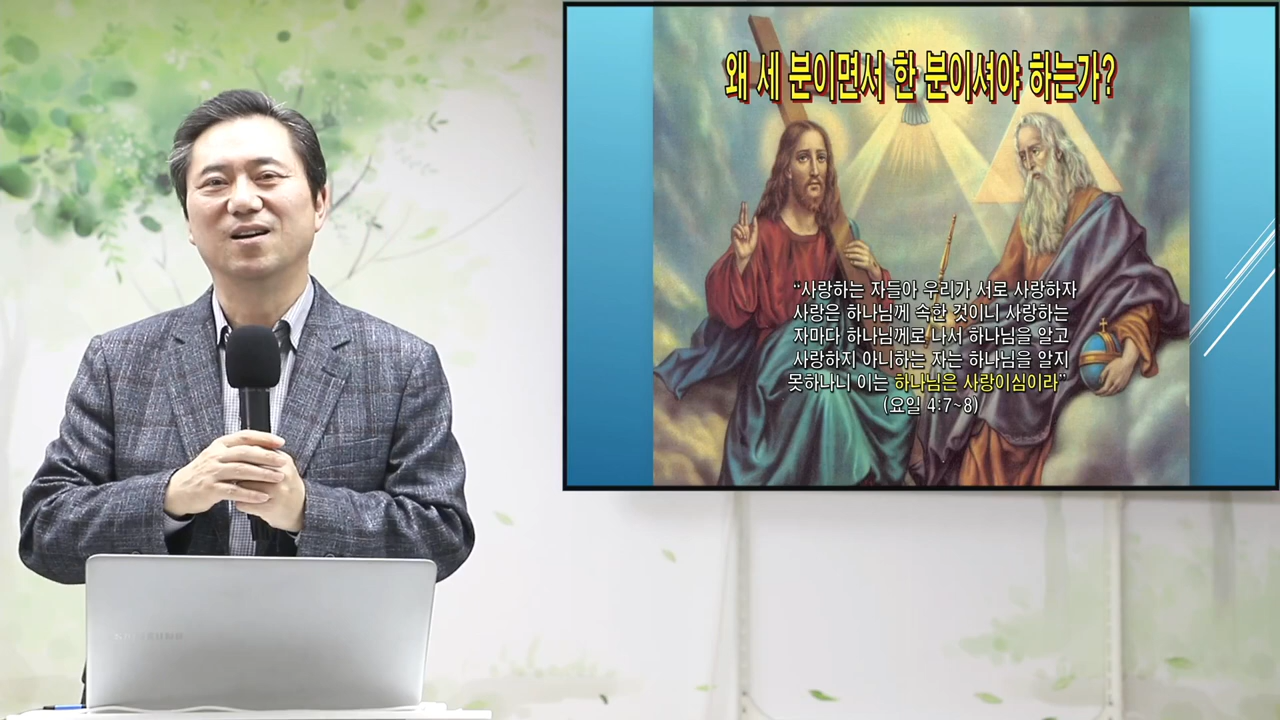 왜 세 분이면서 한 분이셔야 하는가?
“사랑하는 자들아 우리가 서로 사랑하자
사랑은 하나님께 속한 것이니 사랑하는
자마다 하나님께로 나서 하나님을 알고
사랑하지 아니하는 자는 하나님을 알지
못하나니 이는 하나님은 사랑이심이라”
(요일 4:7~8)
SAMSUNG